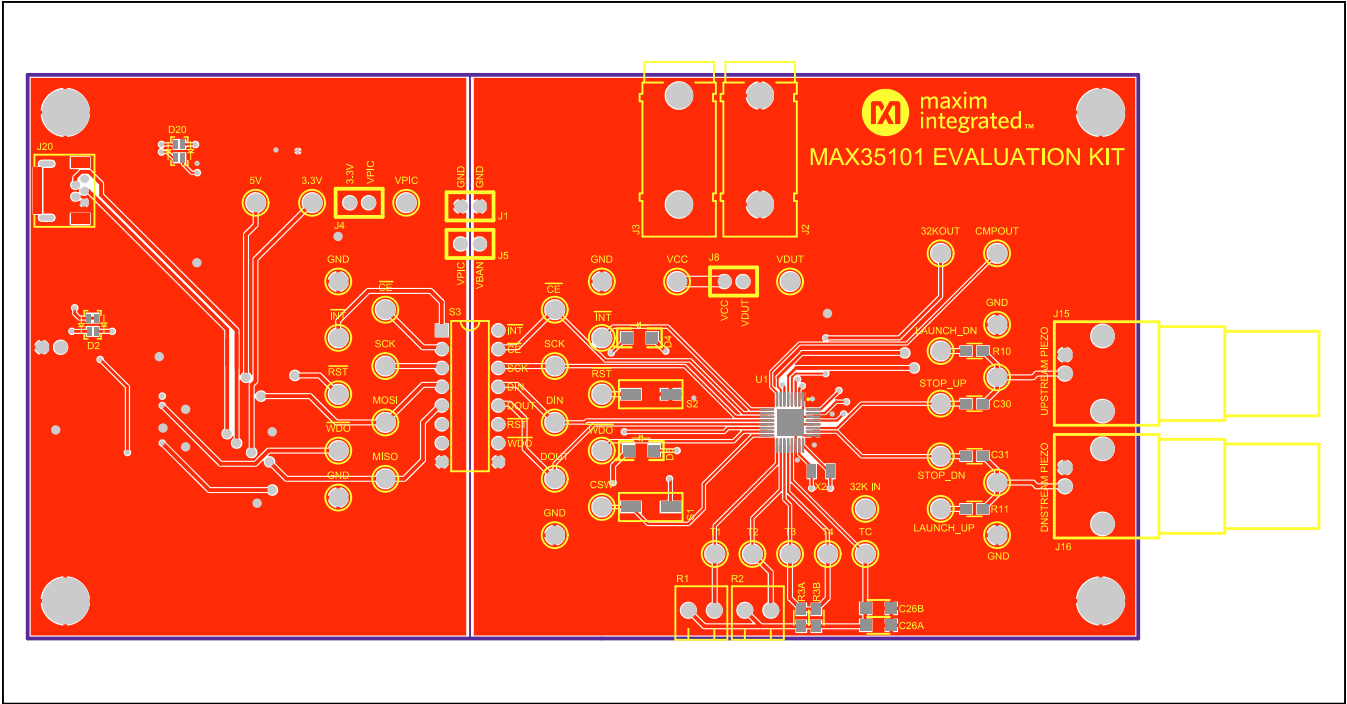 maxim
integrated™
MAX35101 EVALUATION KIT
D20
J20
5V
3.3V
3.3V
VPIC
VPIC
J4
GND
GND
J1
J5
VPIC
VBAN
J3
J2
32KOUT
CMPOUT
GND
CE
INT
GND
VCC
J8
VDUT
VCC
VDUT
GND
D2
S3
CE
INT
D4
LAUNCH_DN
R10
J15
UPSTREAM PIEZO
SCK
INT
CE
SCK
DIN
DOUT
RST
WDO
SCK
RST
RST
U1
STOP_UP
C30
S2
MOSI
DIN
WDO
WDO
C31
STOP_DN
MISO
DOUT
X2
GND
CSW
S1
32K IN
R11
LAUNCH_UP
DNSTREAM PIEZO
J16
GND
GND
T1
T2
T3
T4
TC
R1
R2
R3A
R3B
C26B
C26A